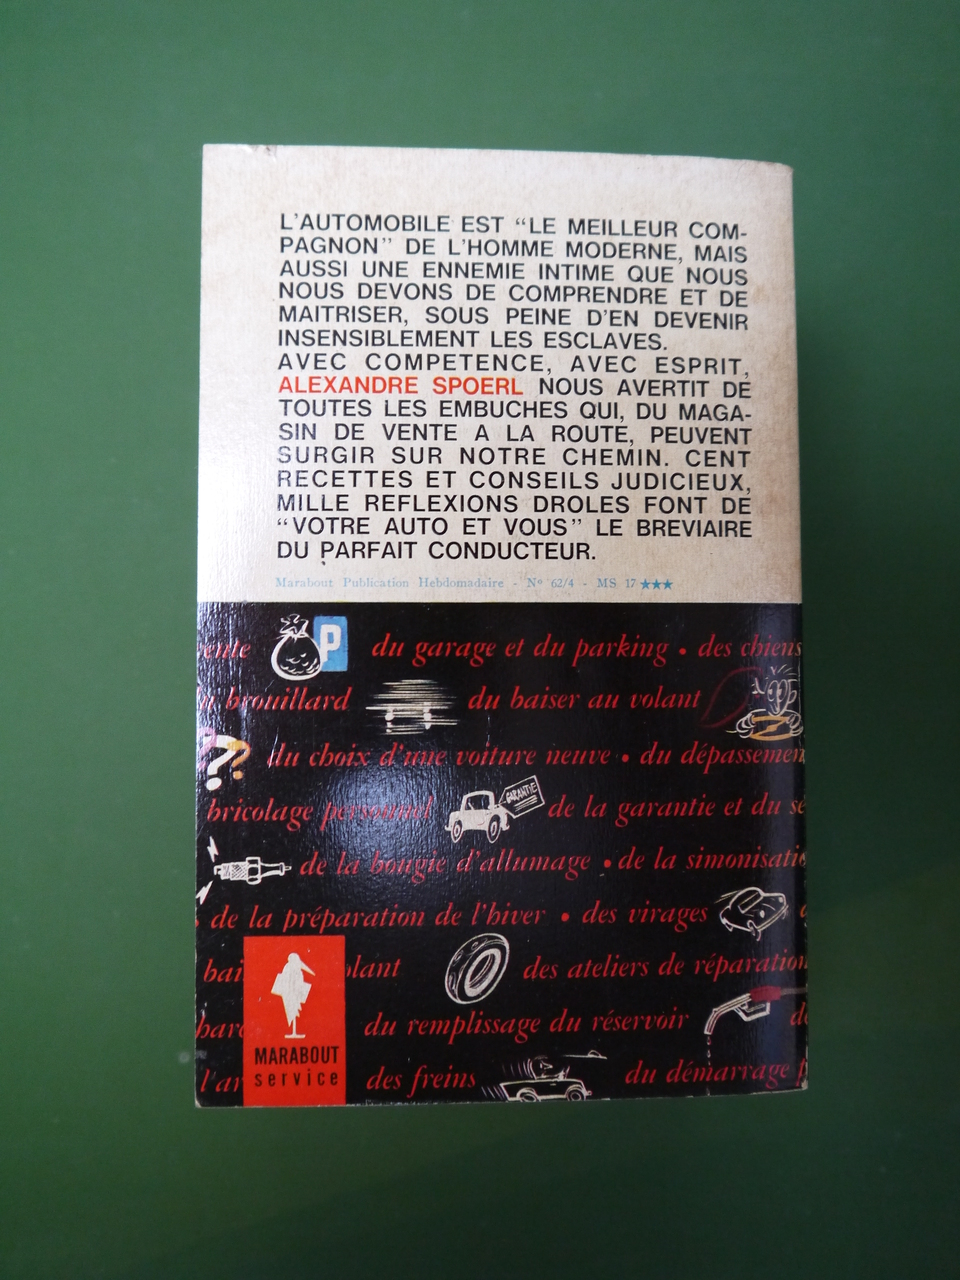 L'AUTOMOBILE EST “LE MEILLEUR COM-
PAGNON” DE L'HOMME MODERNE, MAIS
AUSSI UNE ENNEMIE INTIME QUE NOUS
NOUS DEVONS DE COMPRENDRE ET DE
MAITRISER, SOUS PEINE D'EN DEVENIR
INSENSIBLEMENT LES ESCLAVES.
AVEC COMPETENCE, AVEC ESPRIT,
ALEXANDRE SPOERL NOUS AVERTIT DE
TOUTES LES EMBUCHES QUI, DU MAGA-
SIN DE VENTE A LA ROUTE, PEUVENT
SURGIR SUR NOTRE CHEMIN. CENT
RECETTES ET CONSEILS JUDICIEUX,
MILLE REFLEXIONS DROLES FONT DE
“VOTRE AUTO ET VOUS” LE BREVIAIRE
DU PARFAIT CONDUCTEUR.
Marabout Publication Hebdomadaire - Nº 62/4 - MS 17 ★★★
ente P du garage et du parking • des chiens
brouillard du baiser au volant
?? du choix d'une voiture neuve • du dépassemen
bricolage personnel GARANTIE de la garantie et du sé
de la bougie d'allumage • de la simonisatio
de la préparation de l'hiver • des virages
bai olant des ateliers de réparation
du remplissage du réservoir
MARABOUT
service
l'ar des freins du démarrage